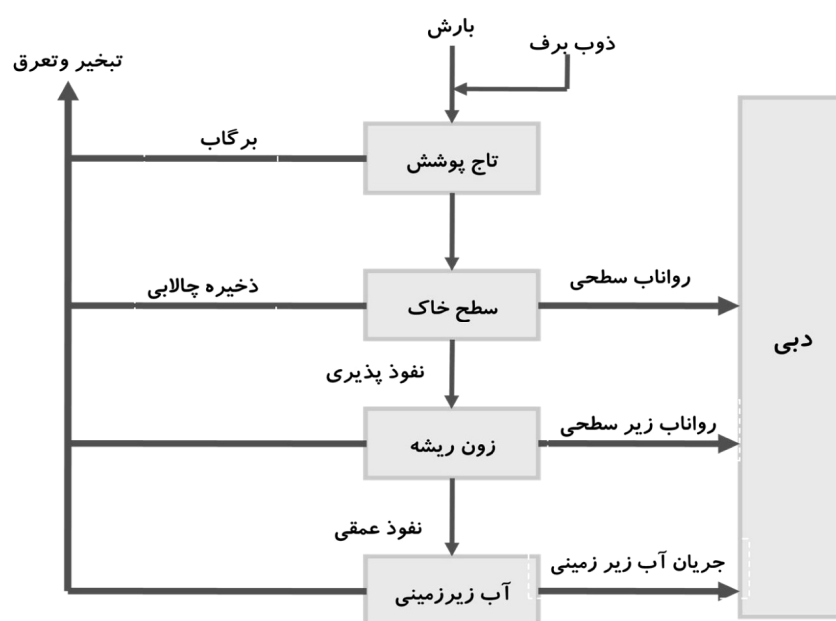 بارش
ذوب برف
تبخیر وتعرق
برگاب
تاج پوشش
ذخیره چالابی
سطح خاک
رواناب سطحی
دبی
نفوذ پذیری
زون ریشه
رواناب زیر سطحی
نفوذ عمقی
آب زیرزمینی
جریان آب زیر زمینی